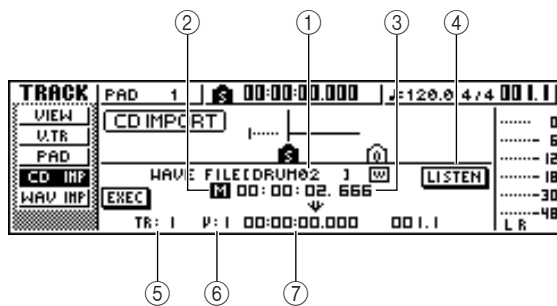 ② ① ③ ④
TRACK PAD 1 S 00:00:00.000 ♩=120.0 4/4 001.1
VIEW
V.TR
PAD
CD IMP
WAV IMP
CD IMPORT
S 0
WAVE FILE[DRUM02 ] W LISTEN
EXEC M 00:00:02.666
TR: 1 V:1 00:00:00.000 001.1
0
6
12
18
30
48
L R
⑤ ⑥ ⑦